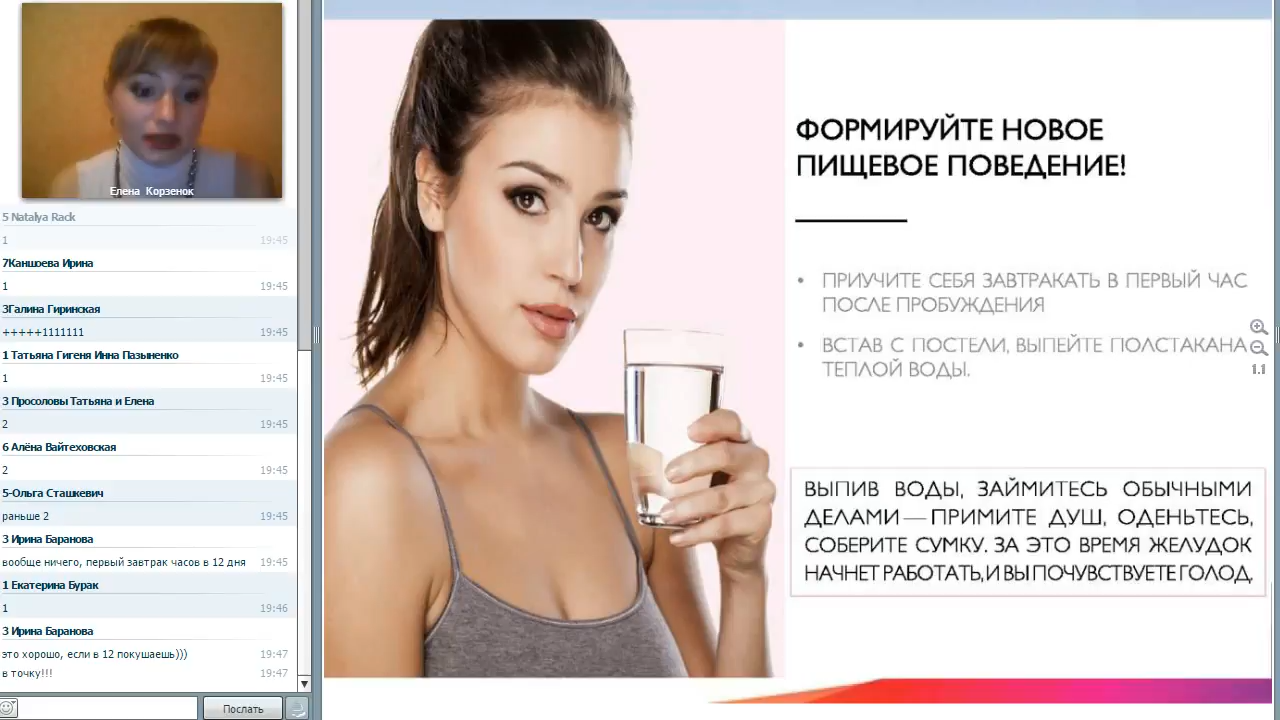 Елена Корзенок
5 Natalya Rack
1 19:45
7Каншоева Ирина
1 19:45
3Галина Гиринская
+++++1111111 19:45
1 Татьяна Гигеня Инна Пазыненко
1 19:45
3 Просоловы Татьяна и Елена
2 19:45
6 Алёна Вайтеховская
2 19:45
5-Ольга Сташкевич
раньше 2 19:45
3 Ирина Баранова
вообще ничего, первый завтрак часов в 12 дня 19:45
1 Екатерина Бурак
1 19:46
3 Ирина Баранова
это хорошо, если в 12 покушаешь))) 19:47
в точку!!! 19:47
Послать
ФОРМИРУЙТЕ НОВОЕ
ПИЩЕВОЕ ПОВЕДЕНИЕ!
• ПРИУЧИТЕ СЕБЯ ЗАВТРАКАТЬ В ПЕРВЫЙ ЧАС
ПОСЛЕ ПРОБУЖДЕНИЯ
• ВСТАВ С ПОСТЕЛИ, ВЫПЕЙТЕ ПОЛСТАКАНА
ТЕПЛОЙ ВОДЫ.
1.1
ВЫПИВ ВОДЫ, ЗАЙМИТЕСЬ ОБЫЧНЫМИ
ДЕЛАМИ — ПРИМИТЕ ДУШ, ОДЕНЬТЕСЬ,
СОБЕРИТЕ СУМКУ. ЗА ЭТО ВРЕМЯ ЖЕЛУДОК
НАЧНЕТ РАБОТАТЬ, И ВЫ ПОЧУВСТВУЕТЕ ГОЛОД.